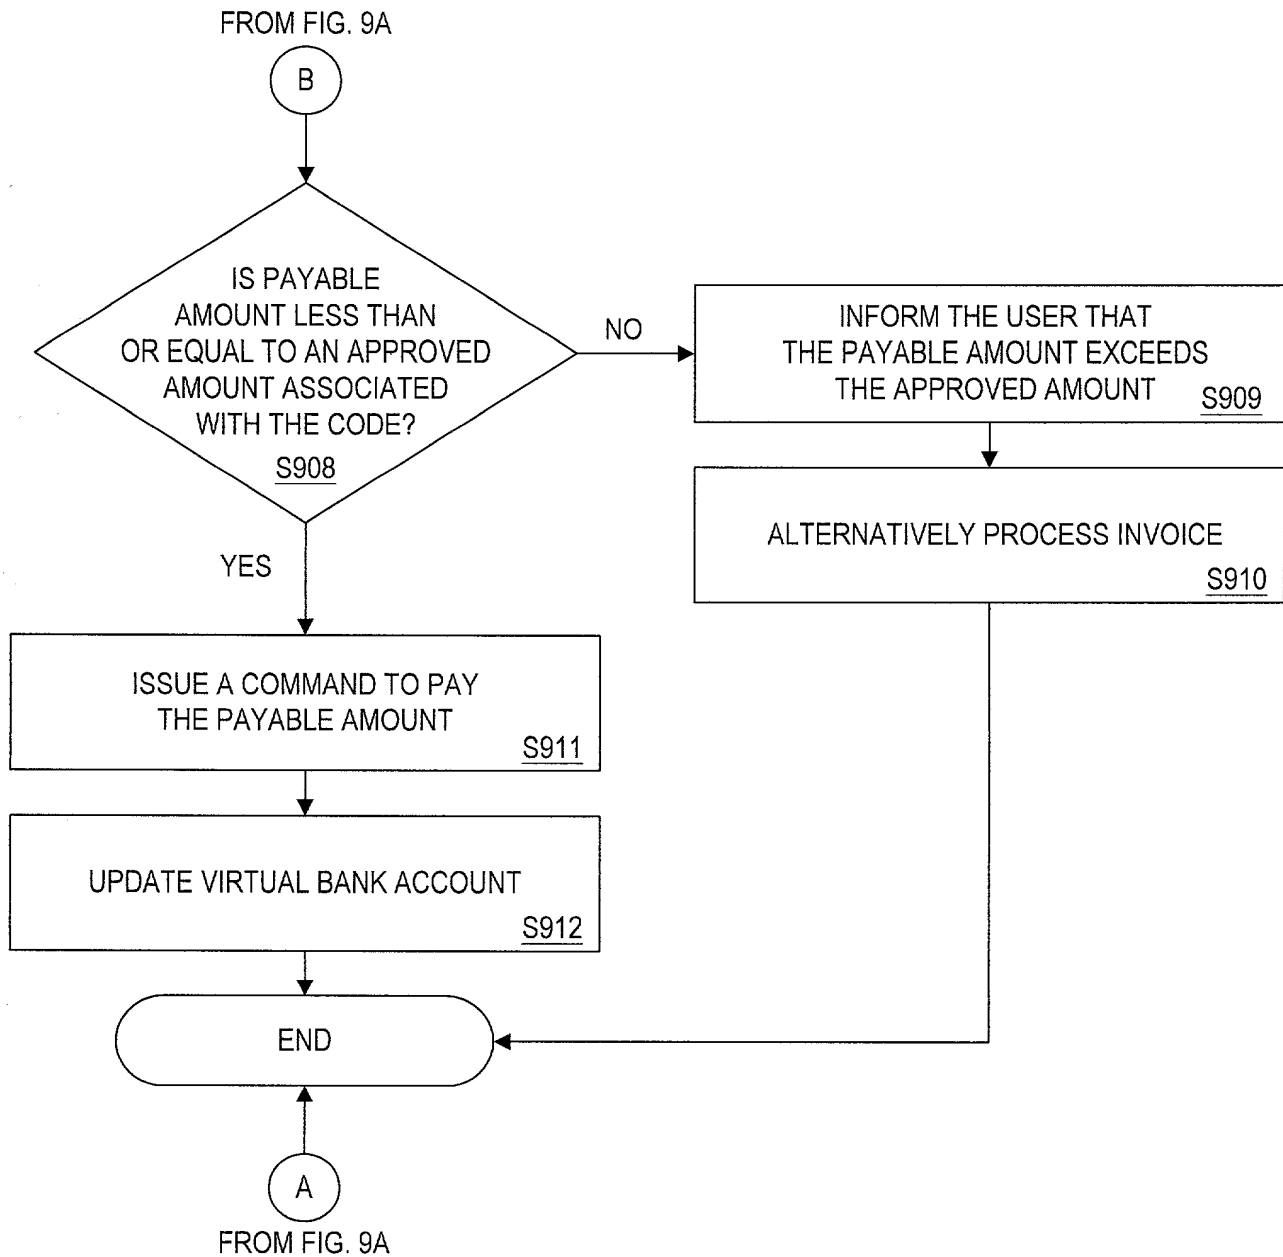 FROM FIG. 9A
B
IS PAYABLE
AMOUNT LESS THAN
OR EQUAL TO AN APPROVED
AMOUNT ASSOCIATED
WITH THE CODE?
S908
NO
INFORM THE USER THAT
THE PAYABLE AMOUNT EXCEEDS
THE APPROVED AMOUNT
S909
ALTERNATIVELY PROCESS INVOICE
S910
YES
ISSUE A COMMAND TO PAY
THE PAYABLE AMOUNT
S911
UPDATE VIRTUAL BANK ACCOUNT
S912
END
A
FROM FIG. 9A